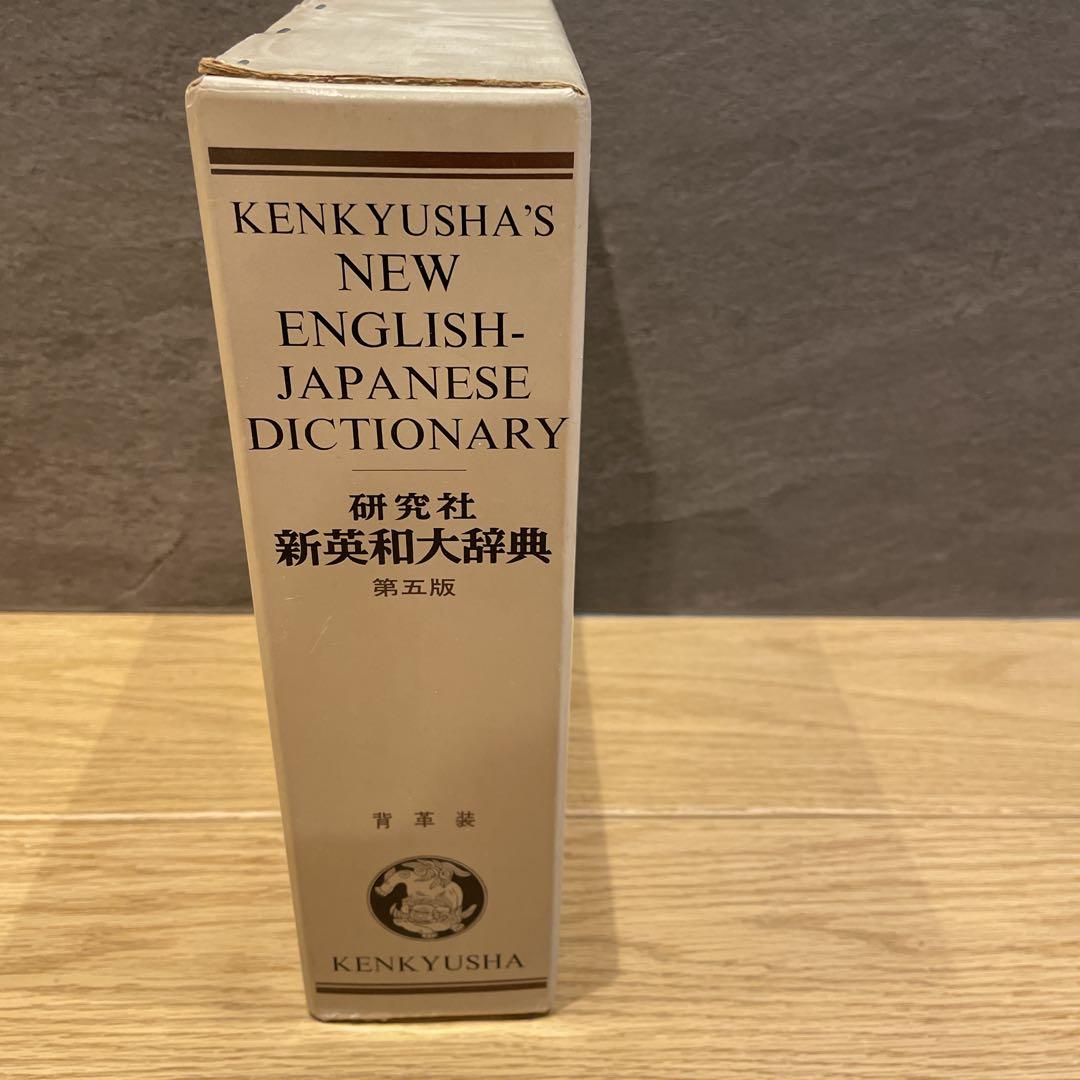 KENKYUSHA'S
NEW
ENGLISH-
JAPANESE
DICTIONARY
研究社
新英和大辞典
第五版
背革装
KENKYUSHA